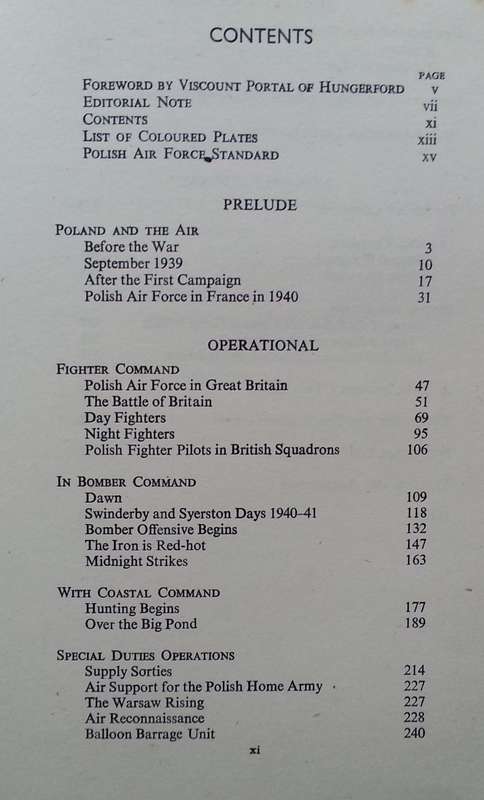 CONTENTS
PAGE
FOREWORD BY VISCOUNT PORTAL OF HUNGERFORD v
EDITORIAL NOTE vii
CONTENTS xi
LIST OF COLOURED PLATES xiii
POLISH AIR FORCE STANDARD xv
PRELUDE
POLAND AND THE AIR
Before the War 3
September 1939 10
After the First Campaign 17
Polish Air Force in France in 1940 31
OPERATIONAL
FIGHTER COMMAND
Polish Air Force in Great Britain 47
The Battle of Britain 51
Day Fighters 69
Night Fighters 95
Polish Fighter Pilots in British Squadrons 106
IN BOMBER COMMAND
Dawn 109
Swinderby and Syerston Days 1940–41 118
Bomber Offensive Begins 132
The Iron is Red-hot 147
Midnight Strikes 163
WITH COASTAL COMMAND
Hunting Begins 177
Over the Big Pond 189
SPECIAL DUTIES OPERATIONS
Supply Sorties 214
Air Support for the Polish Home Army 227
The Warsaw Rising 227
Air Reconnaissance 228
Balloon Barrage Unit 240
xi